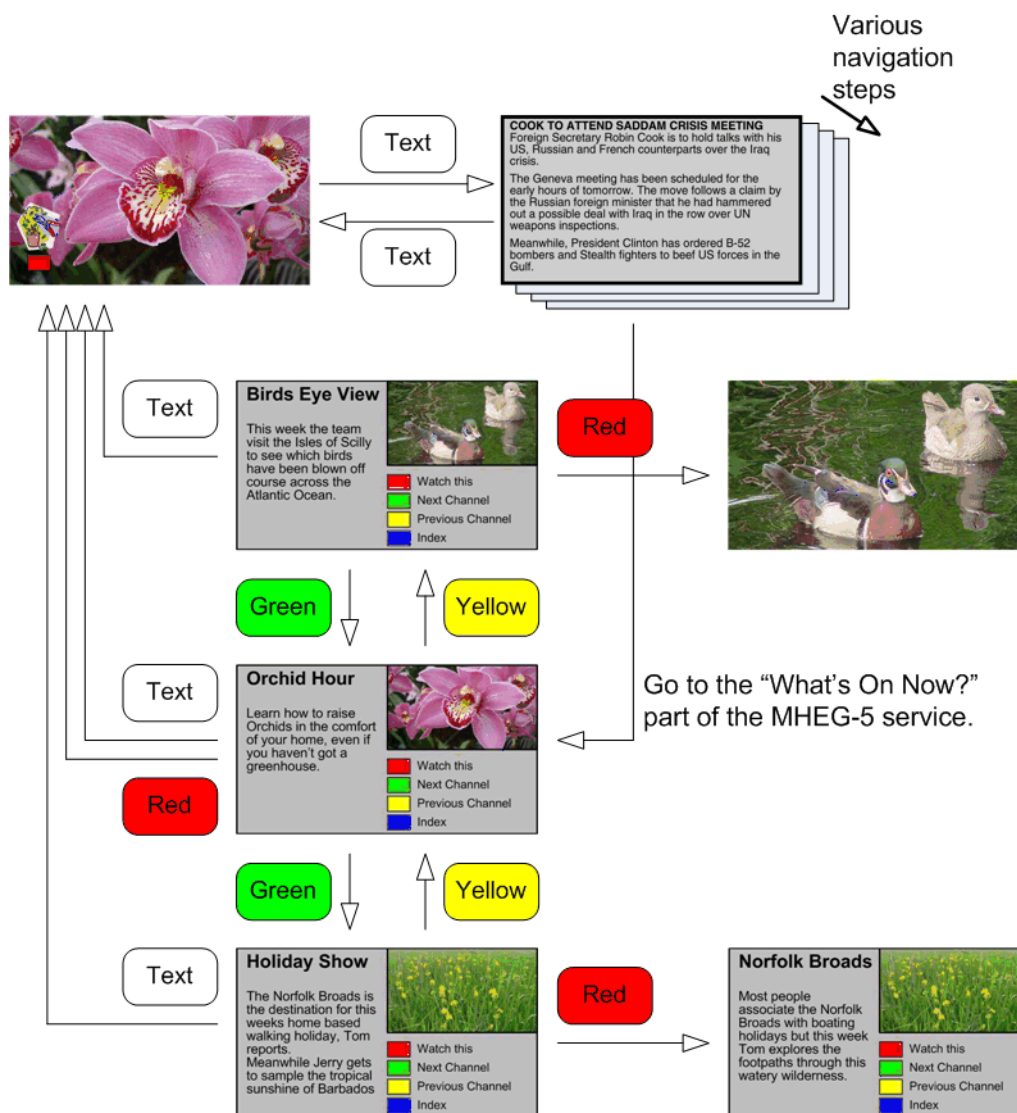 Various
navigation
steps
Text
COOK TO ATTEND SADDAM CRISIS MEETING
Foreign Secretary Robin Cook is to hold talks with his
US, Russian and French counterparts over the Iraq
crisis.
The Geneva meeting has been scheduled for the
early hours of tomorrow. The move follows a claim by
the Russian foreign minister that he had hammered
out a possible deal with Iraq in the row over UN
weapons inspections.
Meanwhile, President Clinton has ordered B-52
bombers and Stealth fighters to beef US forces in the
Gulf.
Text
Text
Birds Eye View
This week the team
visit the Isles of Scilly
to see which birds
have been blown off
course across the
Atlantic Ocean.
Watch this
Next Channel
Previous Channel
Index
Red
Green
Yellow
Text
Orchid Hour
Learn how to raise
Orchids in the comfort
of your home, even if
you haven't got a
greenhouse.
Watch this
Next Channel
Previous Channel
Index
Go to the “What's On Now?”
part of the MHEG-5 service.
Red
Green
Yellow
Text
Holiday Show
The Norfolk Broads is
the destination for this
weeks home based
walking holiday, Tom
reports.
Meanwhile Jerry gets
to sample the tropical
sunshine of Barbados
Watch this
Next Channel
Previous Channel
Index
Red
Norfolk Broads
Most people
associate the Norfolk
Broads with boating
holidays but this week
Tom explores the
footpaths through this
watery wilderness.
Watch this
Next Channel
Previous Channel
Index